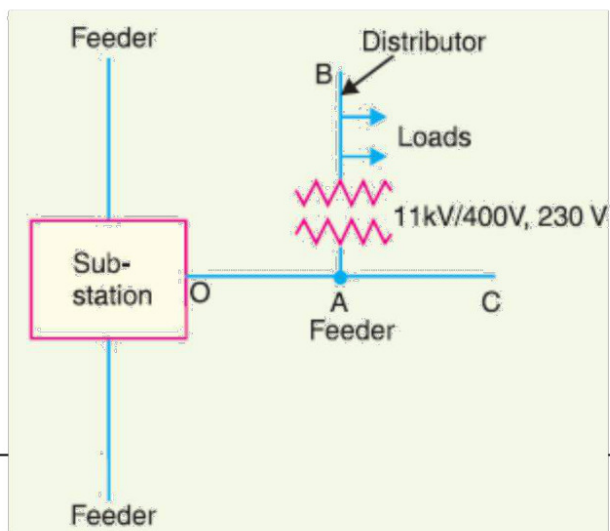 Feeder
Distributor
B
Loads
11kV/400V, 230 V
Sub-
station
O
A
C
Feeder
Feeder